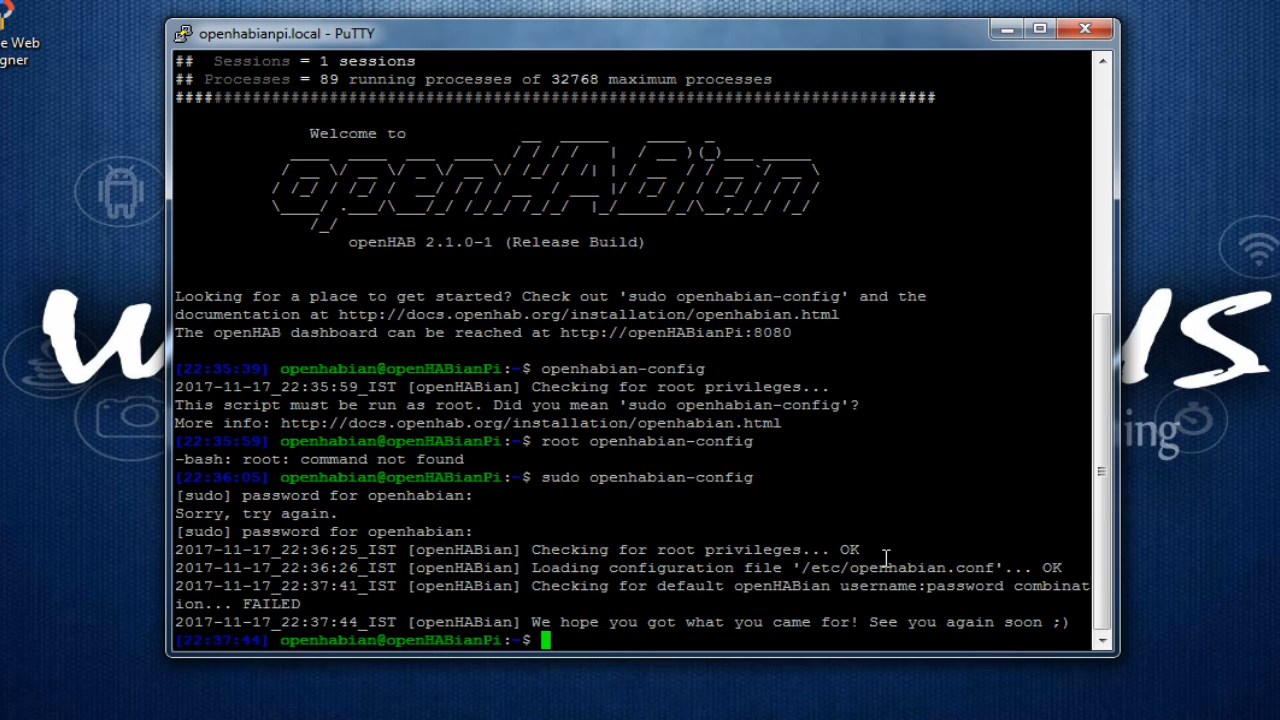 e Web
gner
openhabianpi.local - PuTTY
##   Sessions = 1 sessions
## Processes = 89 running processes of 32768 maximum processes
###############################################################################
Welcome to
openHABian
openHAB 2.1.0-1 (Release Build)
Looking for a place to get started? Check out 'sudo openhabian-config' and the
documentation at http://docs.openhab.org/installation/openhabian.html
The openHAB dashboard can be reached at http://openHABianPi:8080
[22:35:39] openhabian@openHABianPi:~$ openhabian-config
2017-11-17_22:35:59_IST [openHABian] Checking for root privileges...
This script must be run as root. Did you mean 'sudo openhabian-config'?
More info: http://docs.openhab.org/installation/openhabian.html
[22:35:59] openhabian@openHABianPi:~$ root openhabian-config
-bash: root: command not found
[22:36:05] openhabian@openHABianPi:~$ sudo openhabian-config
[sudo] password for openhabian:
Sorry, try again.
[sudo] password for openhabian:
2017-11-17_22:36:25_IST [openHABian] Checking for root privileges... OK
2017-11-17_22:36:26_IST [openHABian] Loading configuration file '/etc/openhabian.conf'... OK
2017-11-17_22:37:41_IST [openHABian] Checking for default openHABian username:password combinat
ion... FAILED
2017-11-17_22:37:44_IST [openHABian] We hope you got what you came for! See you again soon ;)
[22:37:44] openhabian@openHABianPi:~$
ing